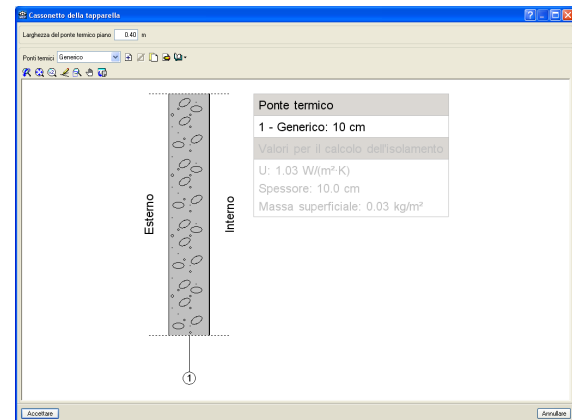 Cassonetto della tapparella
Larghezza del ponte termico piano 0.40 m
Ponti termici Generico
Ponte termico
1 - Generico: 10 cm
Valori per il calcolo dell'isolamento
U: 1.03 W/(m²·K)
Spessore: 10.0 cm
Massa superficiale: 0.03 kg/m²
Esterno
Interno
1
Accettare
Annullare